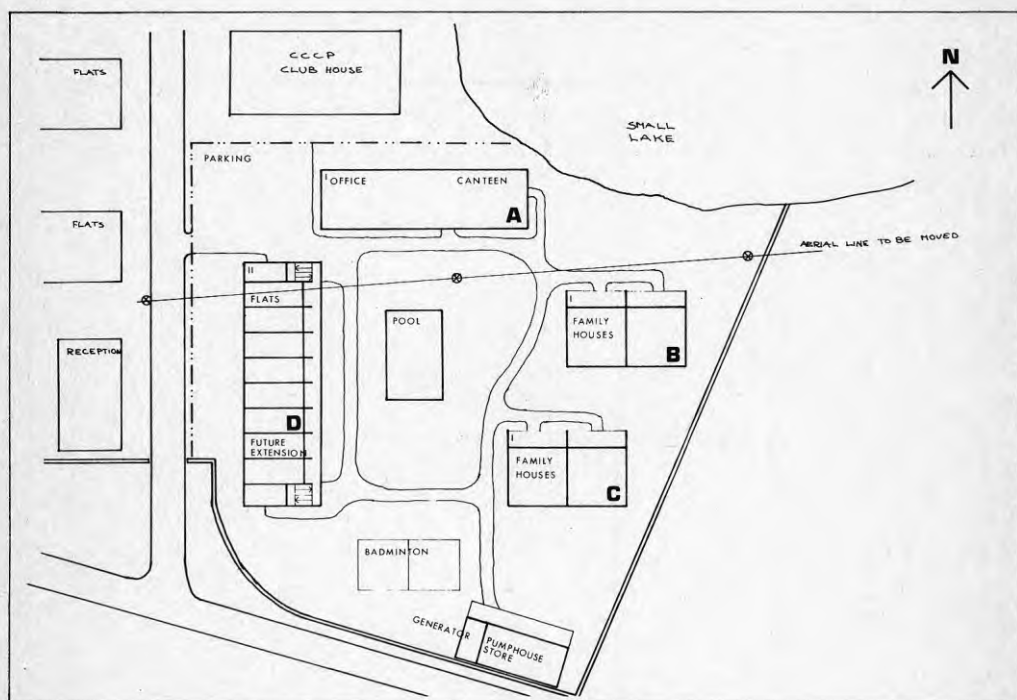 FLATS
CCCP
CLUB HOUSE
N
SMALL
LAKE
PARKING
I OFFICE
CANTEEN
A
FLATS
AERIAL LINE TO BE MOVED
II
FLATS
POOL
I
FAMILY
HOUSES
B
RECEPTION
D
FUTURE
EXTENSION
I
FAMILY
HOUSES
C
BADMINTON
GENERATOR
PUMPHOUSE
STORE